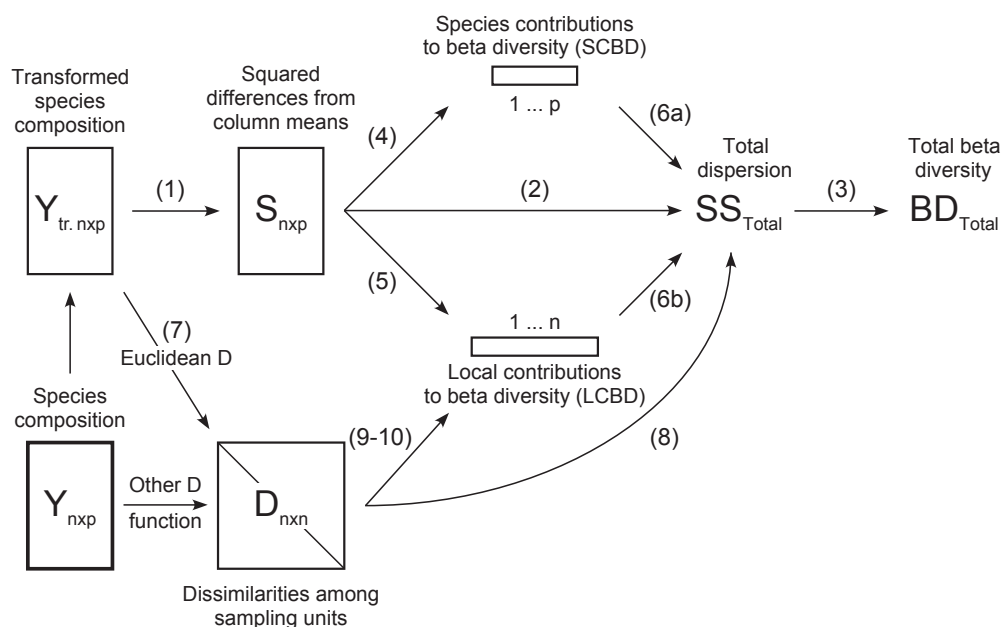 Species contributions
to beta diversity (SCBD)
1 ... p
Transformed
species
composition
Squared
differences from
column means
(4)
(6a)
Total
dispersion
Total beta
diversity
Y tr. nxp
(1)
S nxp
(2)
SS Total
(3)
BD Total
(5)
(6b)
(7)
Euclidean D
1 ... n
Local contributions
to beta diversity (LCBD)
Species
composition
(9-10)
(8)
Y nxp
Other D
function
D nxn
Dissimilarities among
sampling units